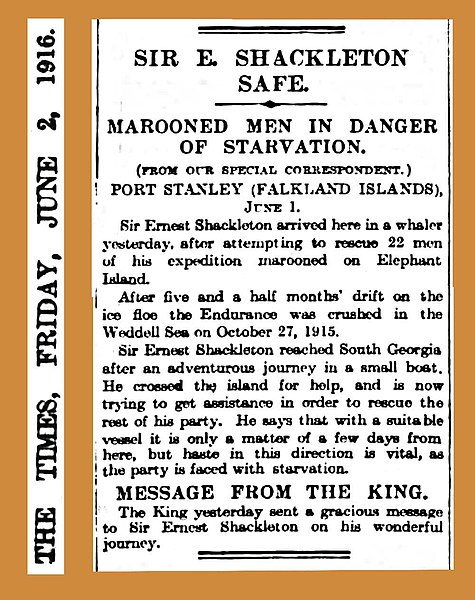 THE TIMES, FRIDAY, JUNE 2, 1916.
SIR E. SHACKLETON
SAFE.
MAROONED MEN IN DANGER
OF STARVATION.
(FROM OUR SPECIAL CORRESPONDENT.)
PORT STANLEY (FALKLAND ISLANDS),
JUNE 1.
Sir Ernest Shackleton arrived here in a whaler
yesterday, after attempting to rescue 22 men
of his expedition marooned on Elephant
Island.
After five and a half months' drift on the
ice floe the Endurance was crushed in the
Weddell Sea on October 27, 1915.
Sir Ernest Shackleton reached South Georgia
after an adventurous journey in a small boat.
He crossed the island for help, and is now
trying to get assistance in order to rescue the
rest of his party. He says that with a suitable
vessel it is only a matter of a few days from
here, but haste in this direction is vital, as
the party is faced with starvation.
MESSAGE FROM THE KING.
The King yesterday sent a gracious message
to Sir Ernest Shackleton on his wonderful
journey.